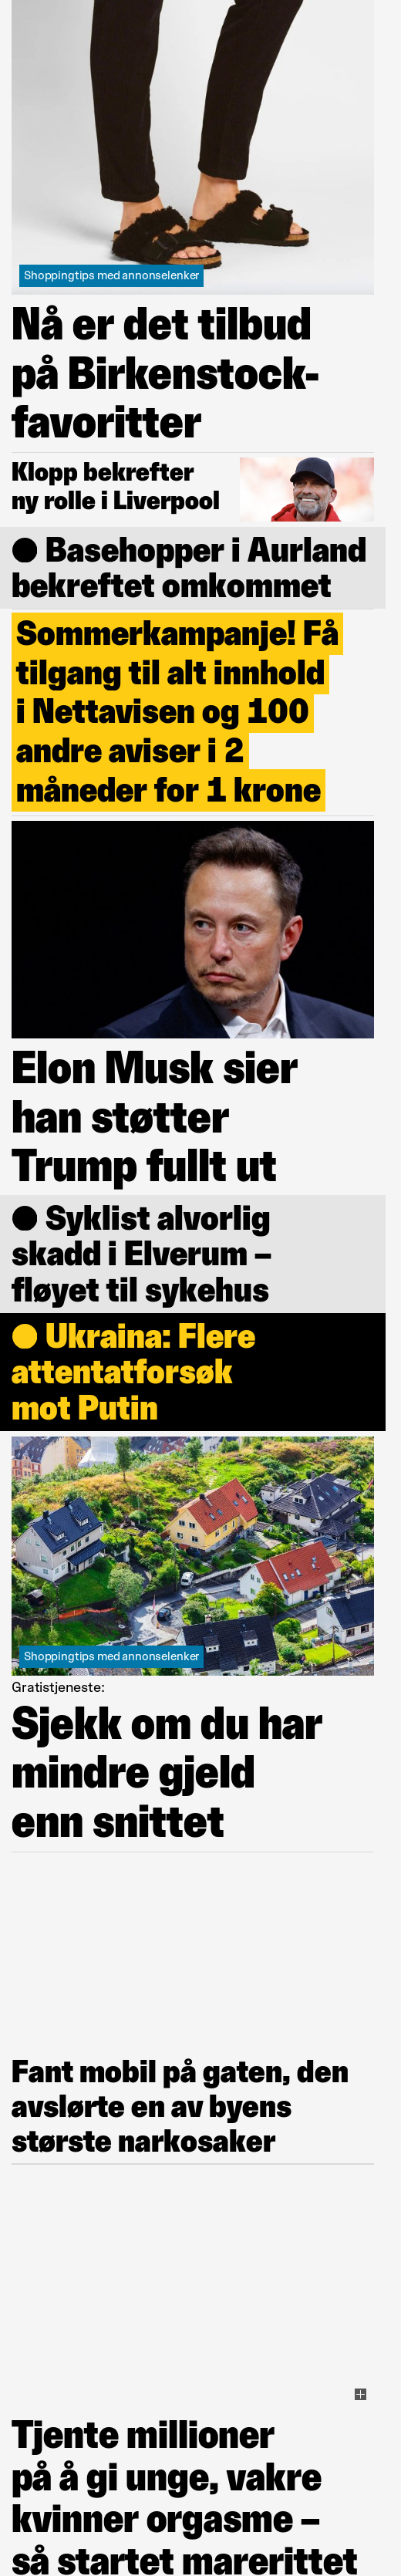 Shoppingtips med annonselenker
Nå er det tilbud
på Birkenstock-
favoritter
Klopp bekrefter
ny rolle i Liverpool
Basehopper i Aurland
bekreftet omkommet
Sommerkampanje! Få
tilgang til alt innhold
i Nettavisen og 100
andre aviser i 2
måneder for 1 krone
Elon Musk sier
han støtter
Trump fullt ut
Syklist alvorlig
skadd i Elverum –
fløyet til sykehus
Ukraina: Flere
attentatforsøk
mot Putin
Shoppingtips med annonselenker
Gratistjeneste:
Sjekk om du har
mindre gjeld
enn snittet
Fant mobil på gaten, den
avslørte en av byens
største narkosaker
Tjente millioner
på å gi unge, vakre
kvinner orgasme –
så startet marerittet